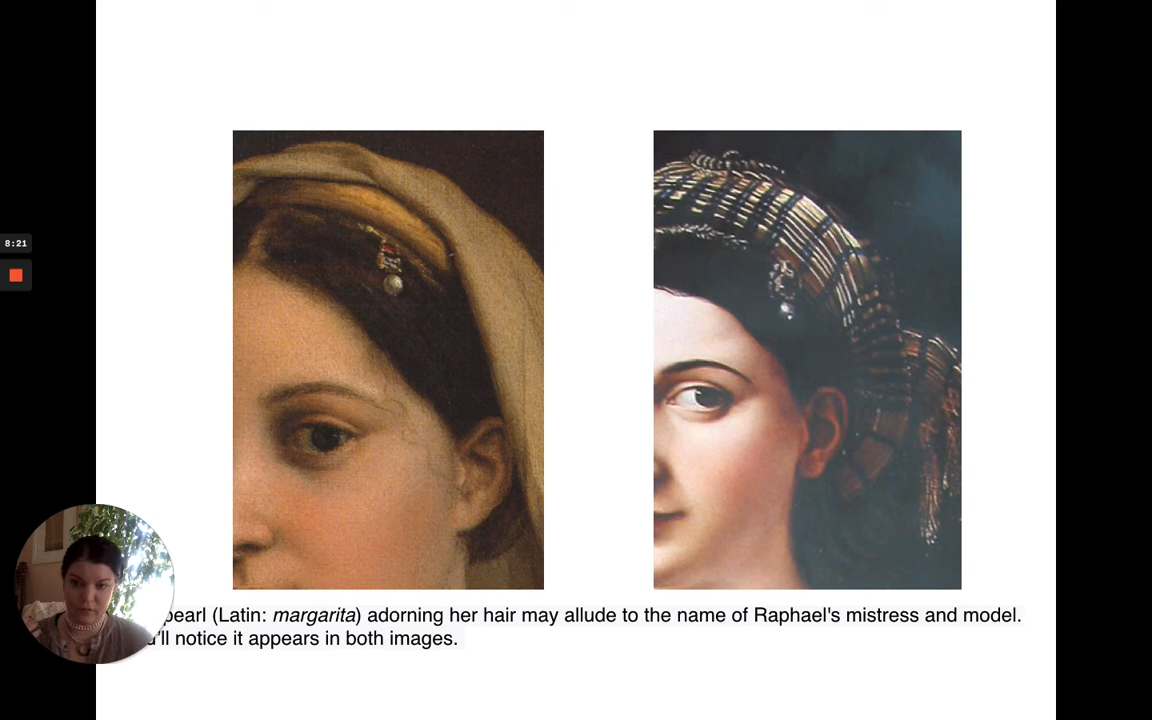 8:21
pearl (Latin: margarita) adorning her hair may allude to the name of Raphael's mistress and model.
'll notice it appears in both images.